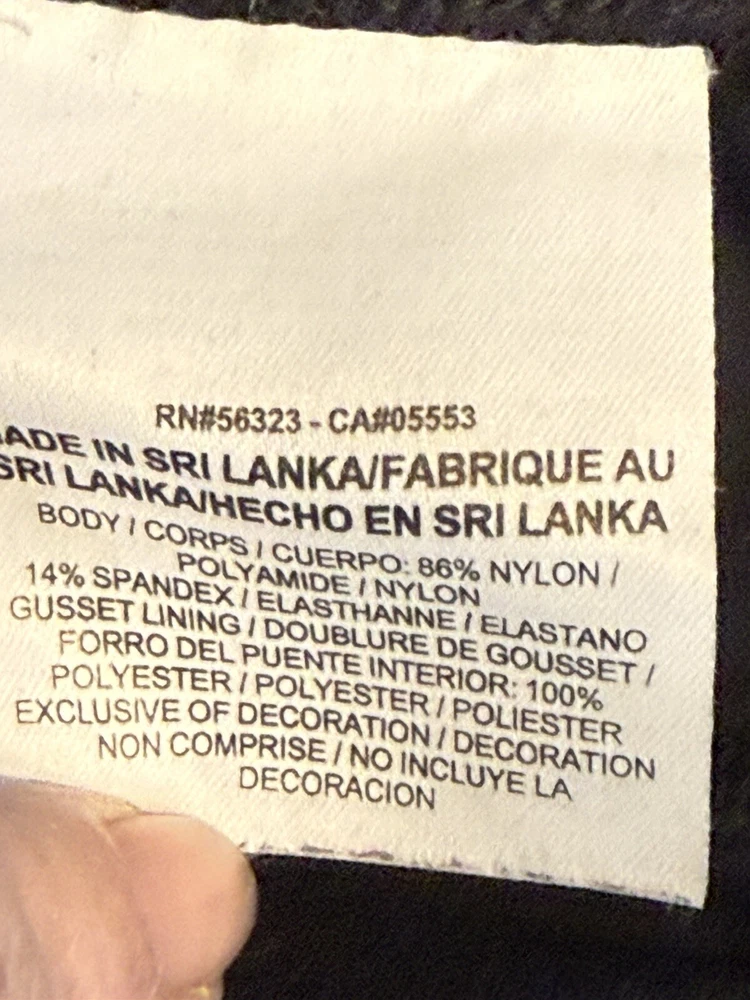 RN#56323 - CA#05553
MADE IN SRI LANKA/FABRIQUE AU
SRI LANKA/HECHO EN SRI LANKA
BODY / CORPS / CUERPO: 86% NYLON /
POLYAMIDE / NYLON
14% SPANDEX / ELASTHANNE / ELASTANO
GUSSET LINING / DOUBLURE DE GOUSSET /
FORRO DEL PUENTE INTERIOR: 100%
POLYESTER / POLYESTER / POLIESTER
EXCLUSIVE OF DECORATION / DECORATION
NON COMPRISE / NO INCLUYE LA
DECORACION